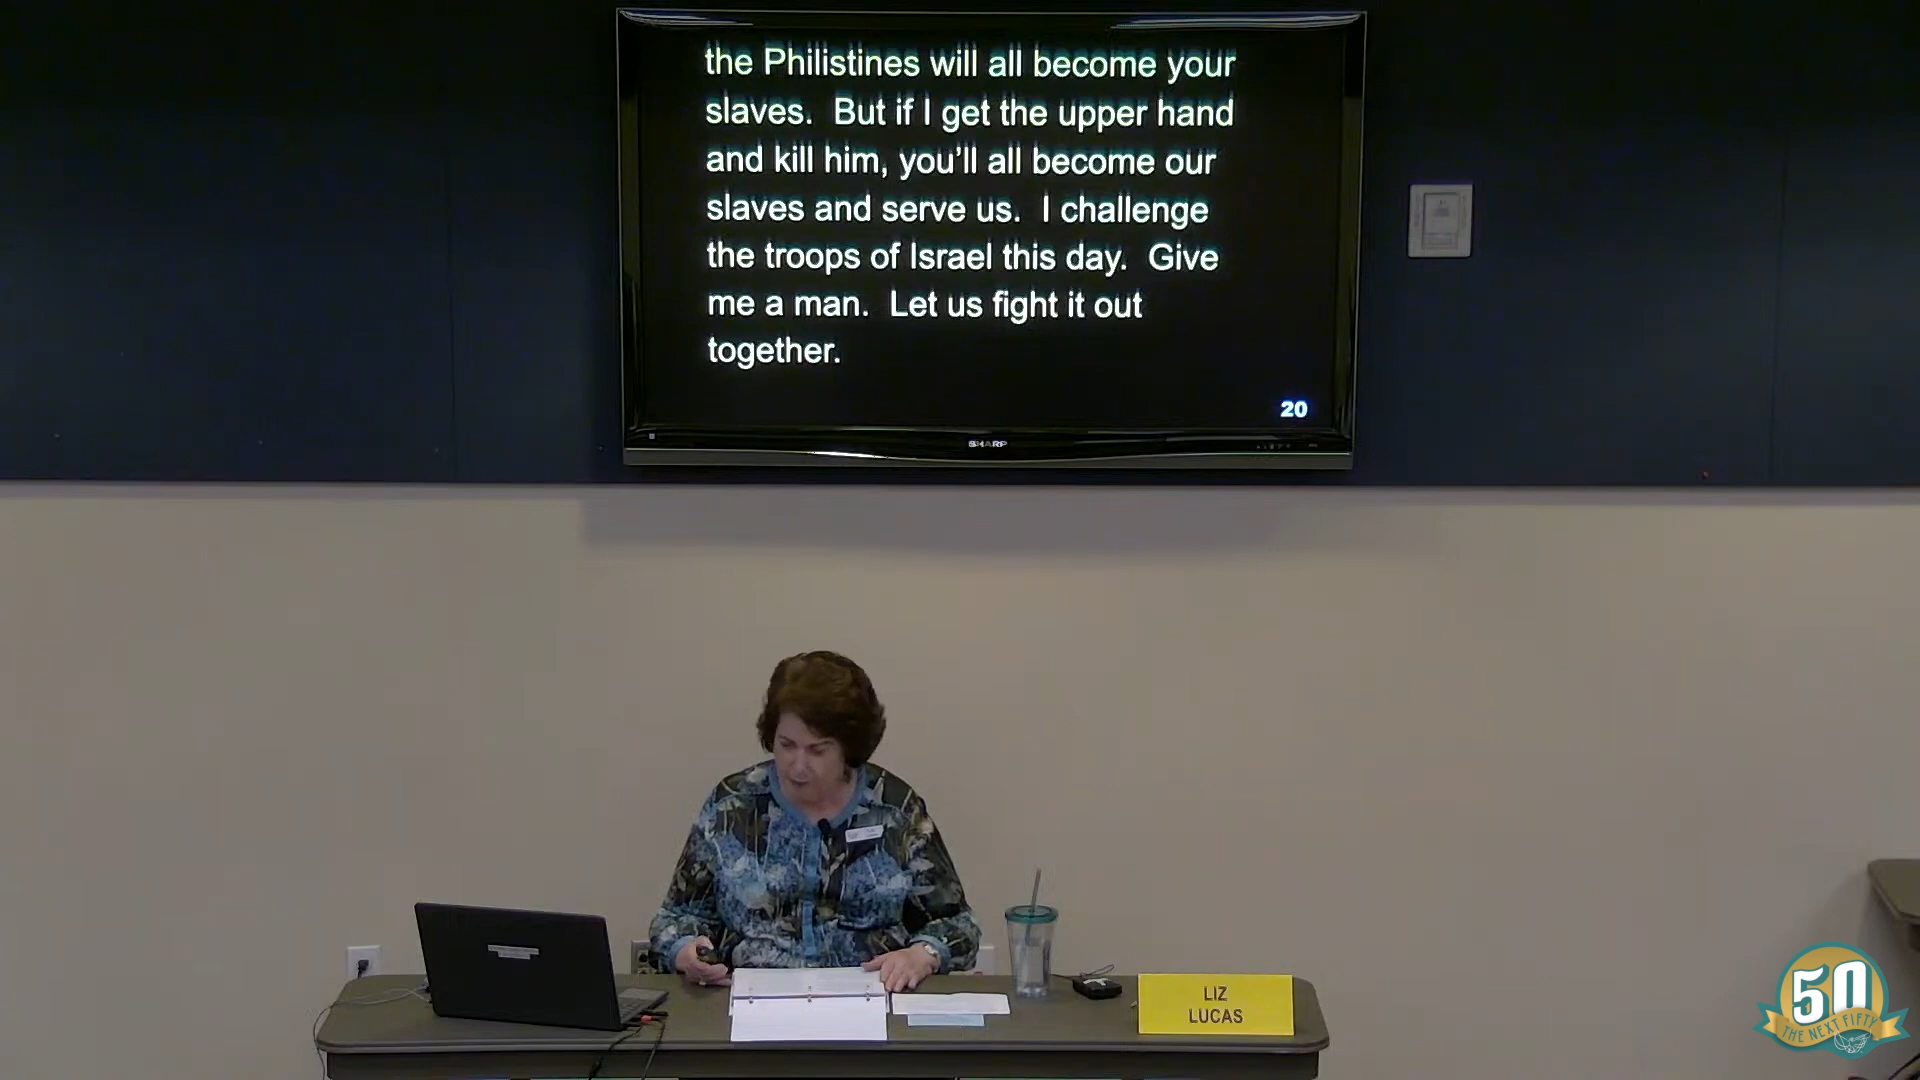 the Philistines will all become your
slaves.  But if I get the upper hand
and kill him, you'll all become our
slaves and serve us.  I challenge
the troops of Israel this day.  Give
me a man.  Let us fight it out
together.
20
SHARP
LIZ
LUCAS
50
THE NEXT FIFTY